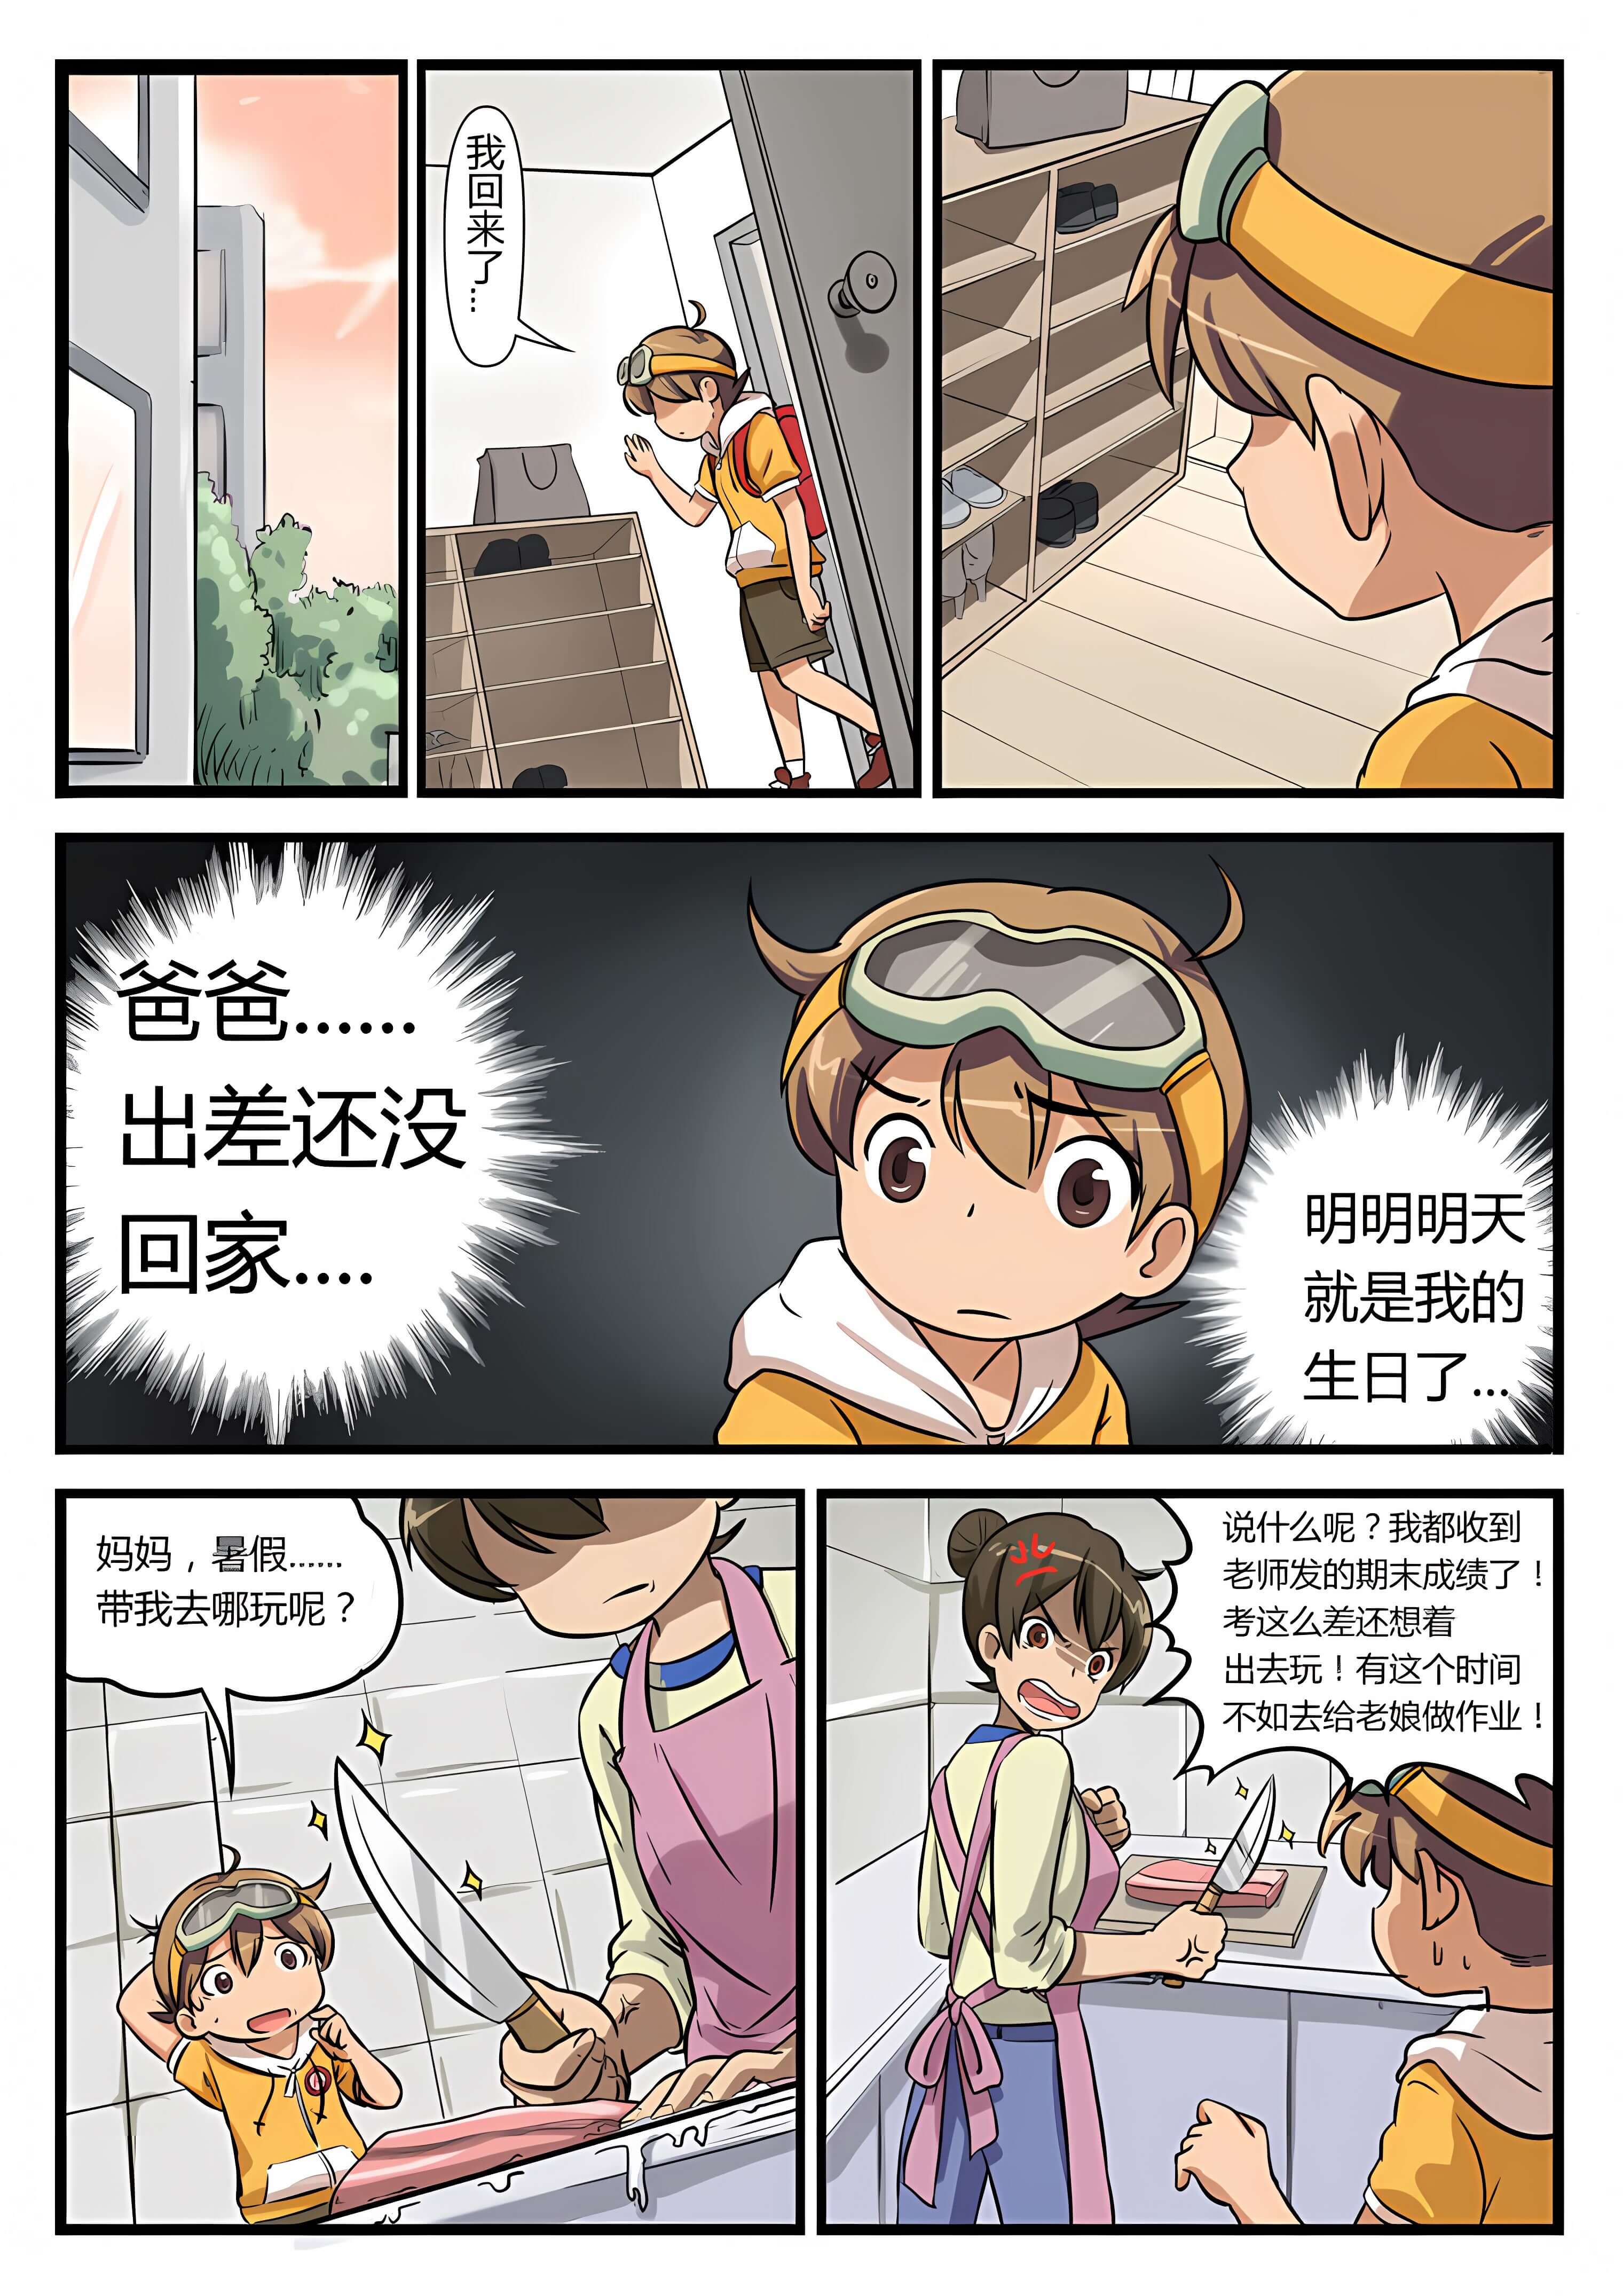 我回来了...
爸爸......
出差还没
回家....
明明明天
就是我的
生日了...
妈妈，暑假......
带我去哪玩呢？
说什么呢？我都收到
老师发的期末成绩了！
考这么差还想着
出去玩！有这个时间
不如去给老娘做作业！